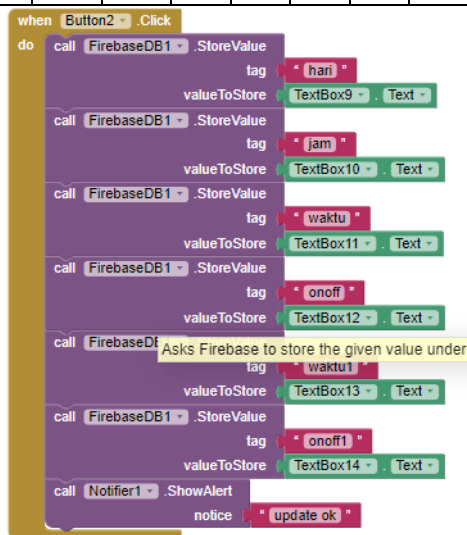 when Button2 .Click
do call FirebaseDB1 .StoreValue
tag " hari "
valueToStore TextBox9 . Text
call FirebaseDB1 .StoreValue
tag " jam "
valueToStore TextBox10 . Text
call FirebaseDB1 .StoreValue
tag " waktu "
valueToStore TextBox11 . Text
call FirebaseDB1 .StoreValue
tag " onoff "
valueToStore TextBox12 . Text
call FirebaseD
Asks Firebase to store the given value under
tag " waktu1 "
valueToStore TextBox13 . Text
call FirebaseDB1 .StoreValue
tag " onoff1 "
valueToStore TextBox14 . Text
call Notifier1 .ShowAlert
notice " update ok "